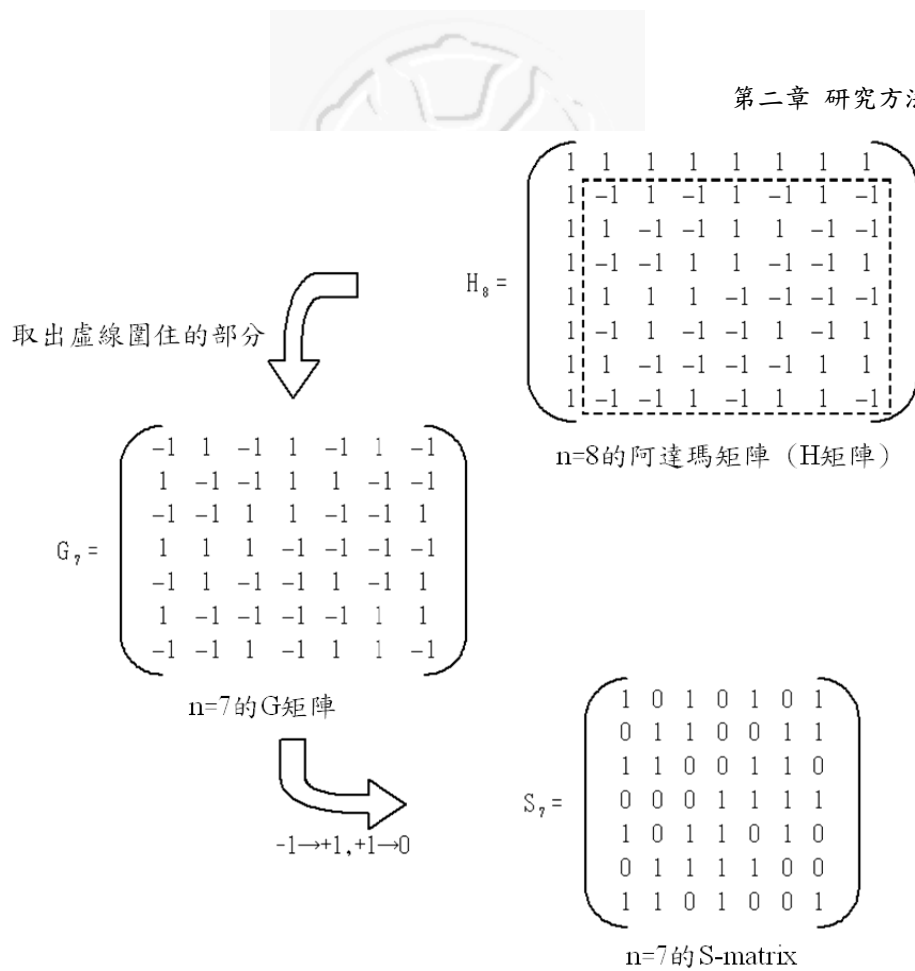 第二章 研究方法
1 1 1 1 1 1 1 1
1 -1 1 -1 1 -1 1 -1
1 1 -1 -1 1 1 -1 -1
1 -1 -1 1 1 -1 -1 1
H₈ =
1 1 1 1 -1 -1 -1 -1
1 -1 1 -1 -1 1 -1 1
1 1 -1 -1 -1 -1 1 1
1 -1 -1 1 -1 1 1 -1
n=8的阿達瑪矩陣（H矩陣）
取出虛線圍住的部分
-1 1 -1 1 -1 1 -1
1 -1 -1 1 1 -1 -1
-1 -1 1 1 -1 -1 1
G₇ =
1 1 1 -1 -1 -1 -1
-1 1 -1 -1 1 -1 1
1 -1 -1 -1 -1 1 1
-1 -1 1 -1 1 1 -1
n=7的G矩陣
-1→+1,+1→0
1 0 1 0 1 0 1
0 1 1 0 0 1 1
1 1 0 0 1 1 0
S₇ =
0 0 0 1 1 1 1
1 0 1 1 0 1 0
0 1 1 1 1 0 0
1 1 0 1 0 0 1
n=7的S-matrix